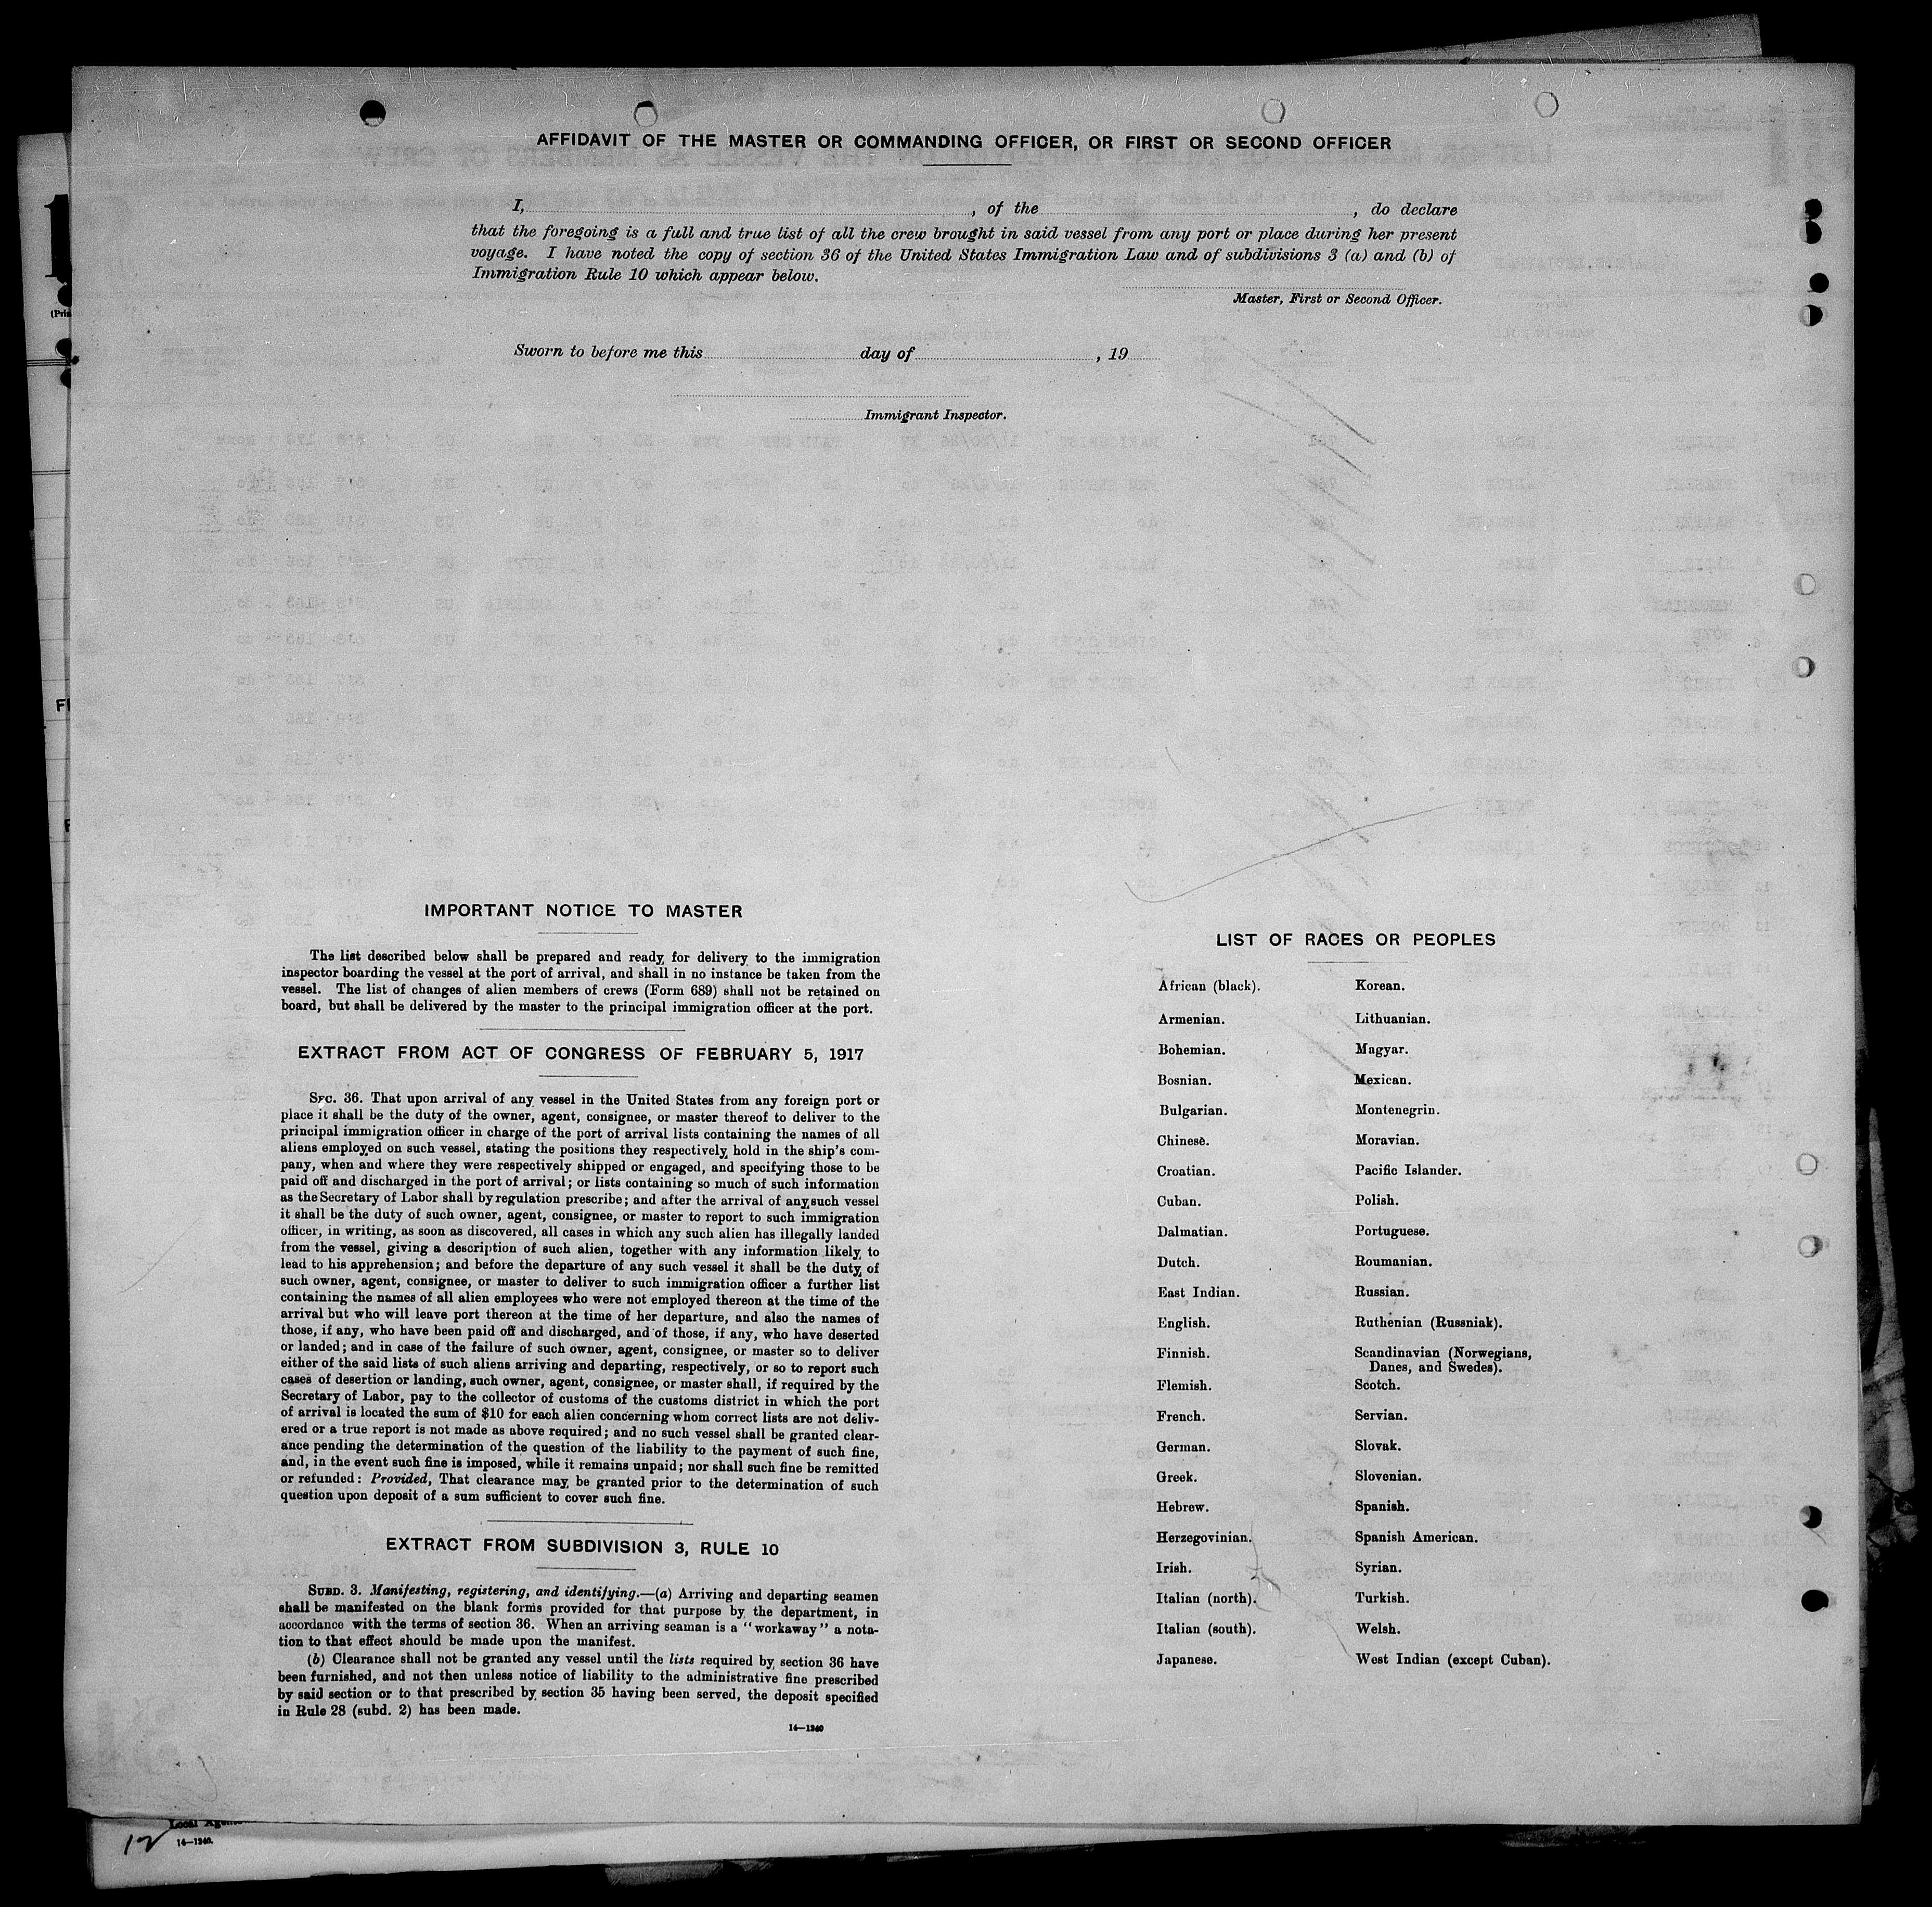 AFFIDAVIT OF THE MASTER OR COMMANDING OFFICER, OR FIRST OR SECOND OFFICER
I, , of the , do declare
that the foregoing is a full and true list of all the crew brought in said vessel from any port or place during her present
voyage. I have noted the copy of section 36 of the United States Immigration Law and of subdivisions 3 (a) and (b) of
Immigration Rule 10 which appear below.
Master, First or Second Officer.
Sworn to before me this day of , 19
Immigrant Inspector.
IMPORTANT NOTICE TO MASTER
The list described below shall be prepared and ready for delivery to the immigration
inspector boarding the vessel at the port of arrival, and shall in no instance be taken from the
vessel. The list of changes of alien members of crews (Form 689) shall not be retained on
board, but shall be delivered by the master to the principal immigration officer at the port.
EXTRACT FROM ACT OF CONGRESS OF FEBRUARY 5, 1917
SEC. 36. That upon arrival of any vessel in the United States from any foreign port or
place it shall be the duty of the owner, agent, consignee, or master thereof to deliver to the
principal immigration officer in charge of the port of arrival lists containing the names of all
aliens employed on such vessel, stating the positions they respectively hold in the ship's com-
pany, when and where they were respectively shipped or engaged, and specifying those to be
paid off and discharged in the port of arrival; or lists containing so much of such information
as the Secretary of Labor shall by regulation prescribe; and after the arrival of any such vessel
it shall be the duty of such owner, agent, consignee, or master to report to such immigration
officer, in writing, as soon as discovered, all cases in which any such alien has illegally landed
from the vessel, giving a description of such alien, together with any information likely to
lead to his apprehension; and before the departure of any such vessel it shall be the duty of
such owner, agent, consignee, or master to deliver to such immigration officer a further list
containing the names of all alien employees who were not employed thereon at the time of the
arrival but who will leave port thereon at the time of her departure, and also the names of
those, if any, who have been paid off and discharged, and of those, if any, who have deserted
or landed; and in case of the failure of such owner, agent, consignee, or master so to deliver
either of the said lists of such aliens arriving and departing, respectively, or so to report such
cases of desertion or landing, such owner, agent, consignee, or master shall, if required by the
Secretary of Labor, pay to the collector of customs of the customs district in which the port
of arrival is located the sum of $10 for each alien concerning whom correct lists are not deliv-
ered or a true report is not made as above required; and no such vessel shall be granted clear-
ance pending the determination of the question of the liability to the payment of such fine,
and, in the event such fine is imposed, while it remains unpaid; nor shall such fine be remitted
or refunded: Provided, That clearance may be granted prior to the determination of such
question upon deposit of a sum sufficient to cover such fine.
EXTRACT FROM SUBDIVISION 3, RULE 10
SUBD. 3. Manifesting, registering, and identifying.—(a) Arriving and departing seamen
shall be manifested on the blank forms provided for that purpose by the department, in
accordance with the terms of section 36. When an arriving seaman is a "workaway" a nota-
tion to that effect should be made upon the manifest.
(b) Clearance shall not be granted any vessel until the lists required by section 36 have
been furnished, and not then unless notice of liability to the administrative fine prescribed
by said section or to that prescribed by section 35 having been served, the deposit specified
in Rule 28 (subd. 2) has been made.
14—1240
LIST OF RACES OR PEOPLES
African (black). Korean.
Armenian. Lithuanian.
Bohemian. Magyar.
Bosnian. Mexican.
Bulgarian. Montenegrin.
Chinese. Moravian.
Croatian. Pacific Islander.
Cuban. Polish.
Dalmatian. Portuguese.
Dutch. Roumanian.
East Indian. Russian.
English. Ruthenian (Russniak).
Finnish. Scandinavian (Norwegians,
Danes, and Swedes).
Flemish. Scotch.
French. Servian.
German. Slovak.
Greek. Slovenian.
Hebrew. Spanish.
Herzegovinian. Spanish American.
Irish. Syrian.
Italian (north). Turkish.
Italian (south). Welsh.
Japanese. West Indian (except Cuban).
12
Local
14—1240.